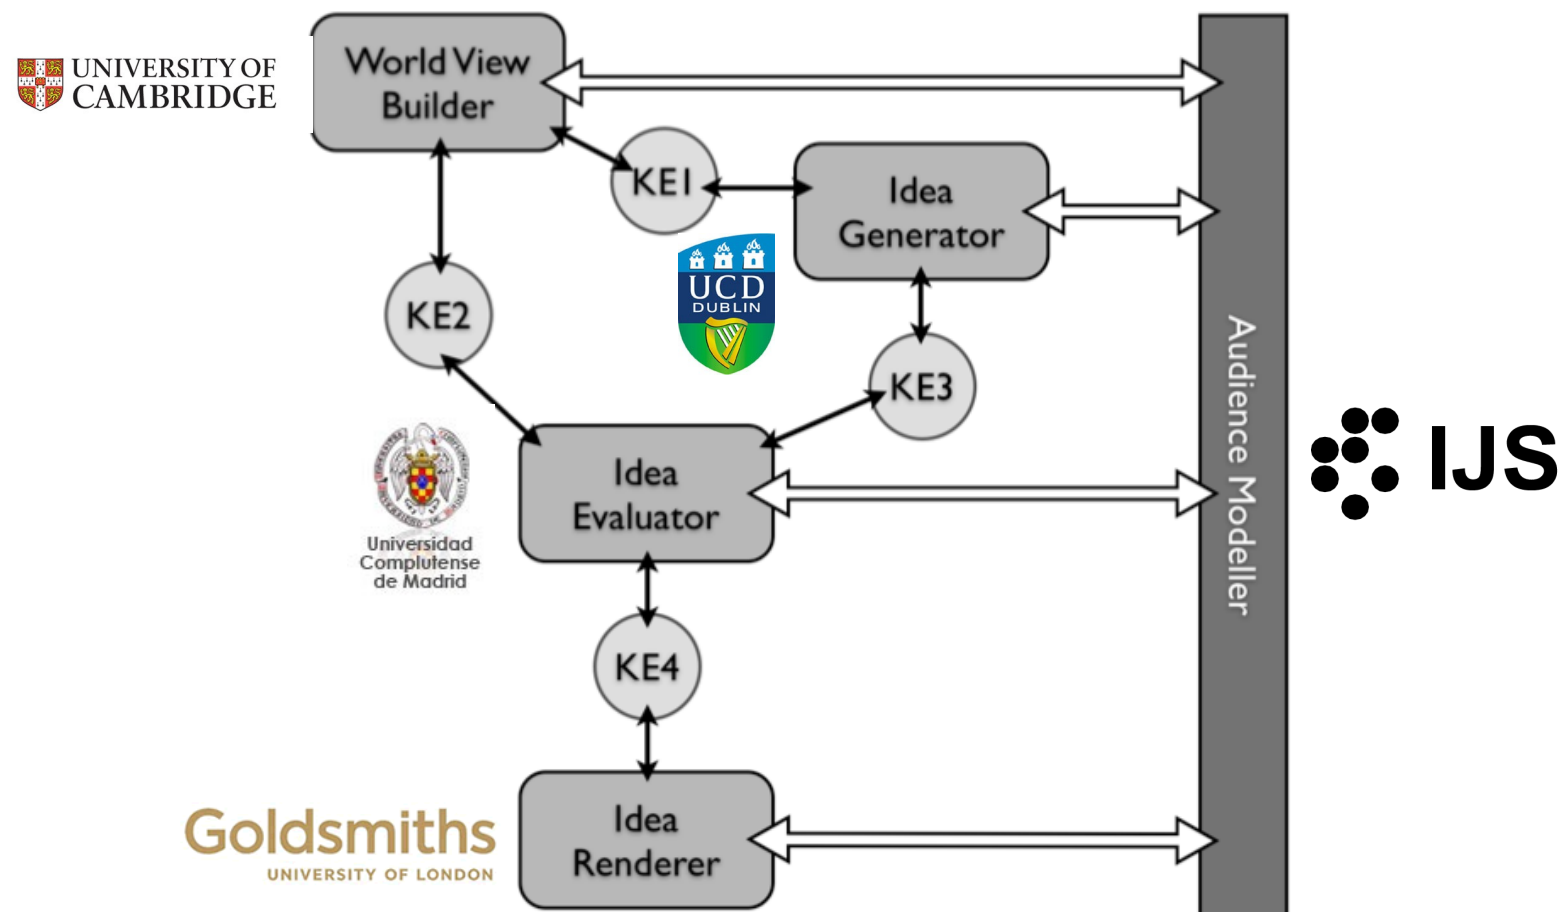 UNIVERSITY OF
CAMBRIDGE
World View
Builder
KE1
Idea
Generator
UCD
DUBLIN
KE2
KE3
Audience Modeller
IJS
Idea
Evaluator
Universidad
Complutense
de Madrid
KE4
Goldsmiths
UNIVERSITY OF LONDON
Idea
Renderer